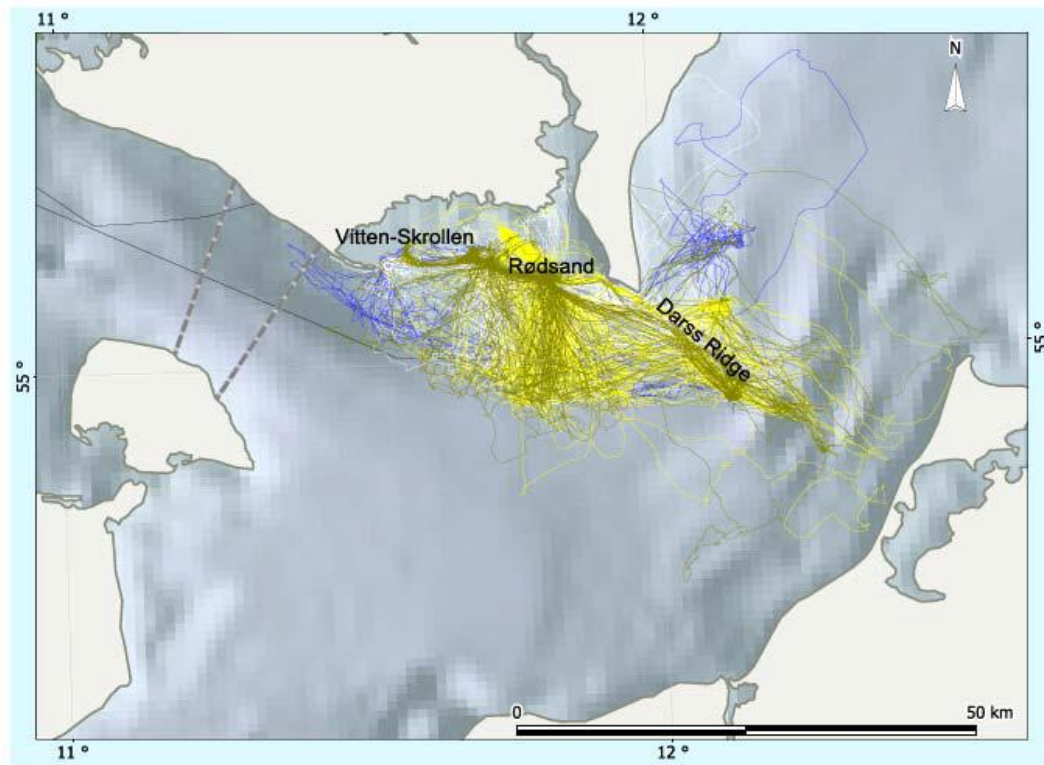 11 °
12 °
N
Vitten-Skrollen
Rødsand
Darss Ridge
55 °
55 °
0
50 km
11 °
12 °